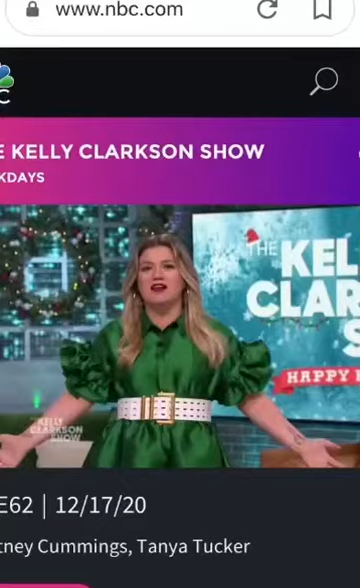 www.nbc.com
C
E KELLY CLARKSON SHOW
KDAYS
THE
KEL
CLAR
S
HAPPY
KELLY
CLARKSON
SHOW
E62 | 12/17/20
tney Cummings, Tanya Tucker